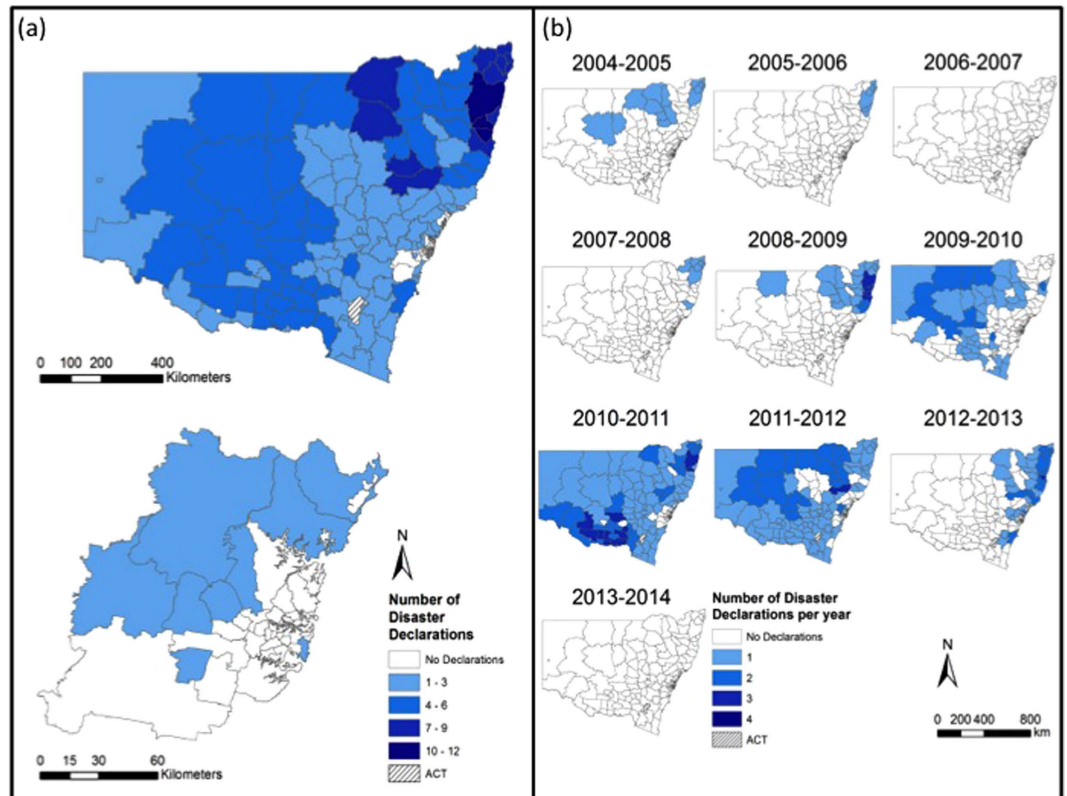 (a)
0 100 200 400
Kilometers
N
Number of
Disaster
Declarations
No Declarations
1 - 3
4 - 6
7 - 9
10 - 12
ACT
0 15 30 60
Kilometers
(b)
2004-2005 2005-2006 2006-2007
2007-2008 2008-2009 2009-2010
2010-2011 2011-2012 2012-2013
2013-2014
Number of Disaster
Declarations per year
No Declarations
1
2
3
4
ACT
N
0 200 400 800
km